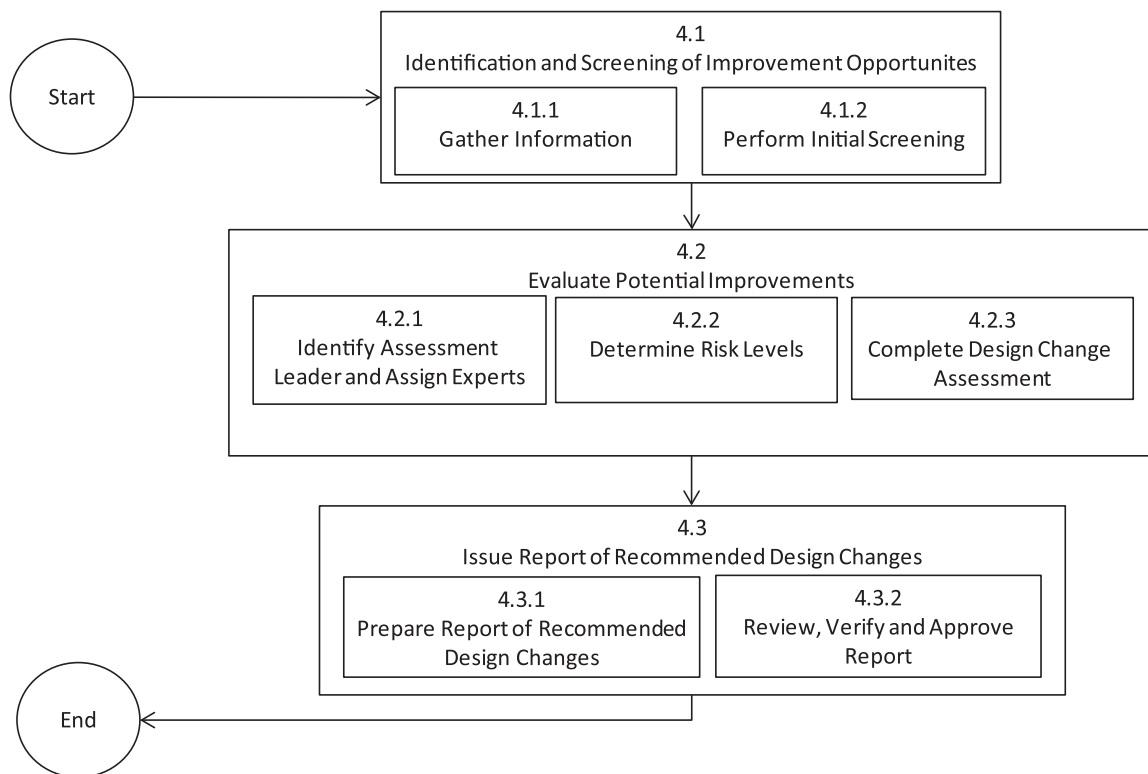 Start
4.1
Identification and Screening of Improvement Opportunites
4.1.1
Gather Information
4.1.2
Perform Initial Screening
4.2
Evaluate Potential Improvements
4.2.1
Identify Assessment
Leader and Assign Experts
4.2.2
Determine Risk Levels
4.2.3
Complete Design Change
Assessment
4.3
Issue Report of Recommended Design Changes
4.3.1
Prepare Report of Recommended
Design Changes
4.3.2
Review, Verify and Approve
Report
End